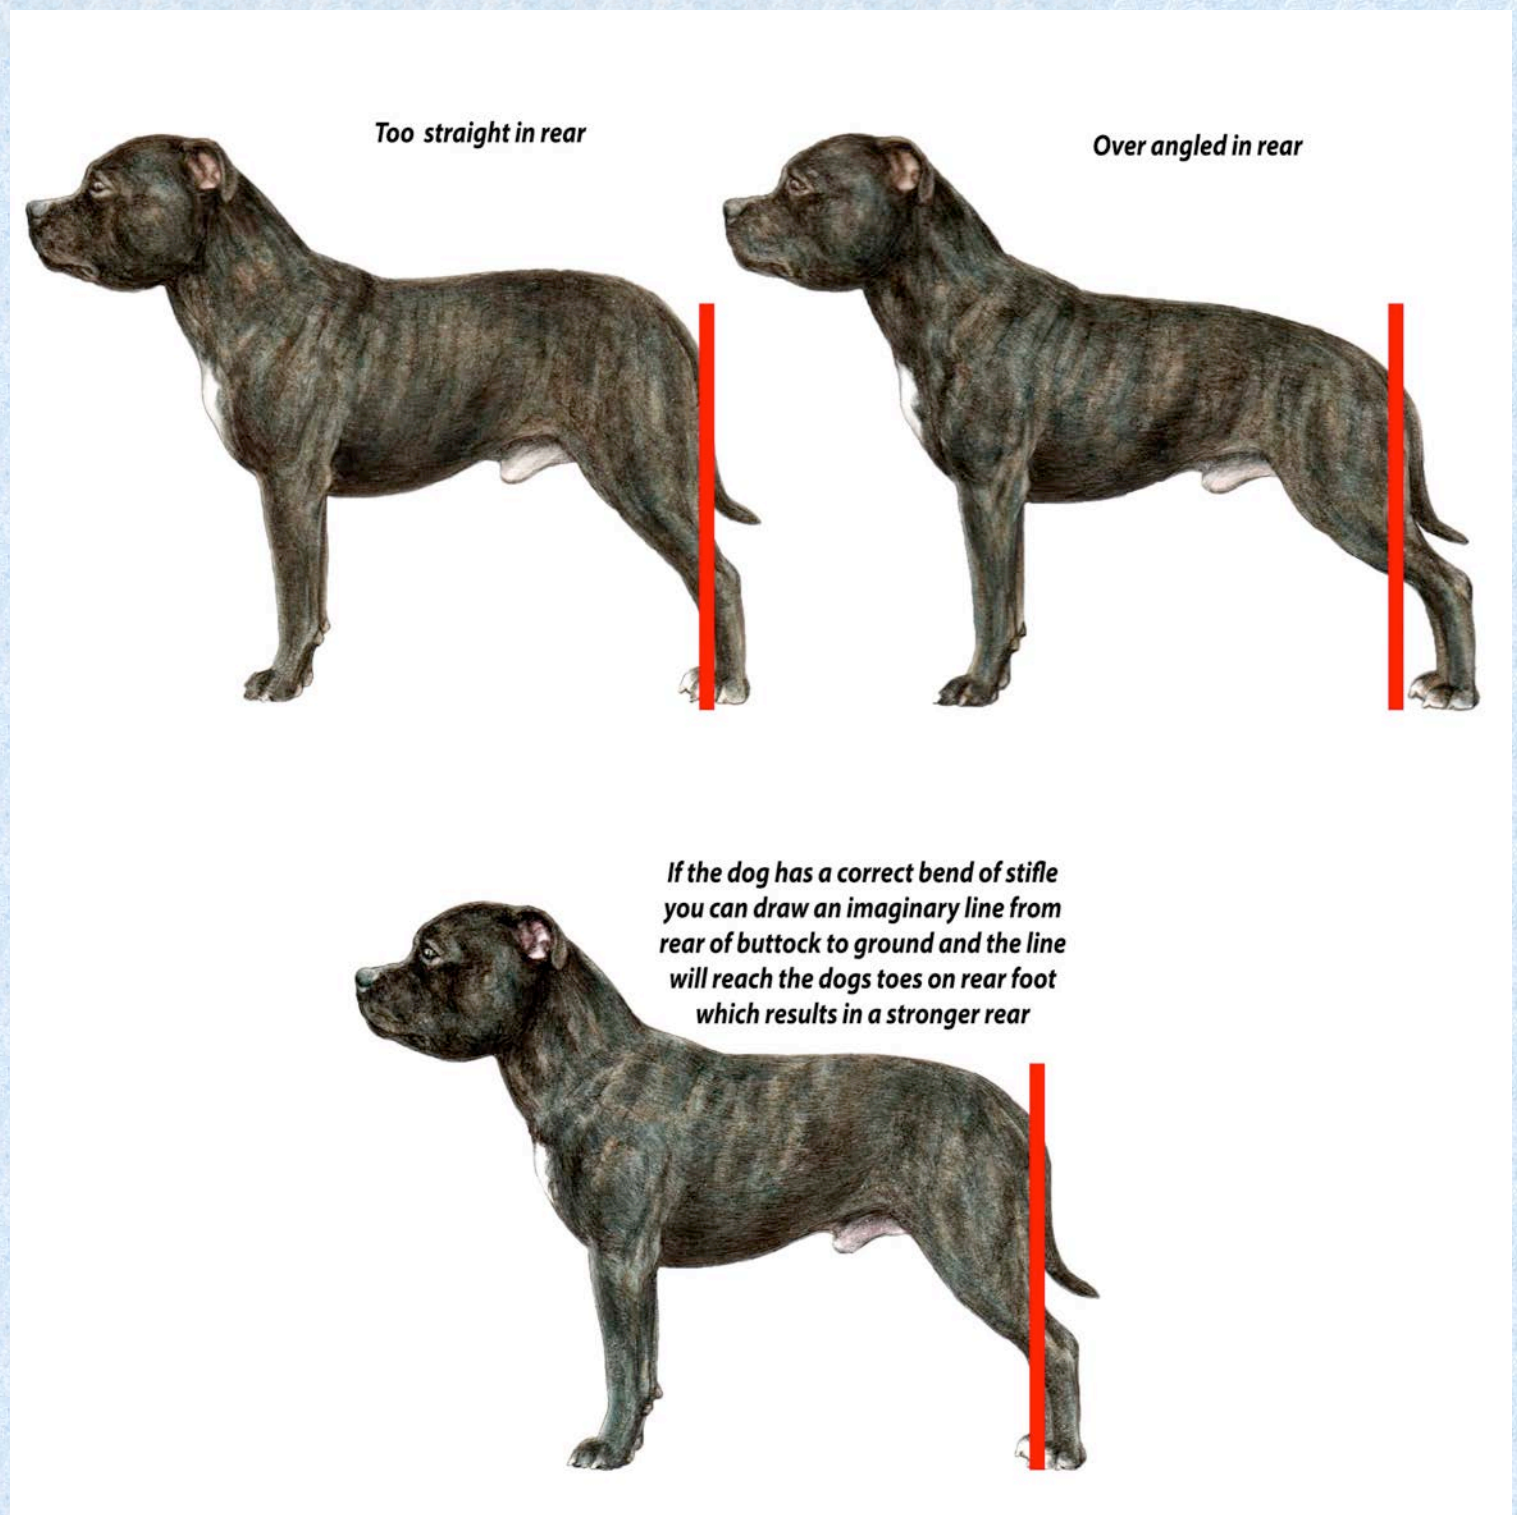 Too straight in rear
Over angled in rear
If the dog has a correct bend of stifle
you can draw an imaginary line from
rear of buttock to ground and the line
will reach the dogs toes on rear foot
which results in a stronger rear